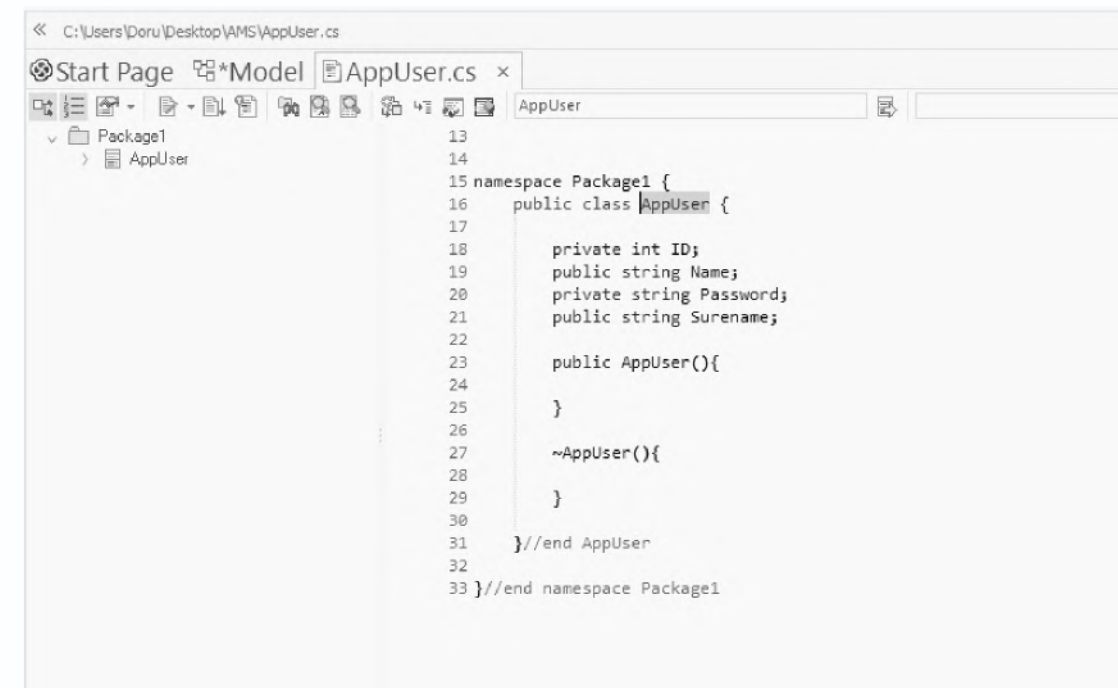 C:\Users\Doru\Desktop\AMS\AppUser.cs
Start Page *Model AppUser.cs ×
AppUser
Package1
AppUser
13
14
15 namespace Package1 {
16 public class AppUser {
17
18 private int ID;
19 public string Name;
20 private string Password;
21 public string Surename;
22
23 public AppUser(){
24
25 }
26
27 ~AppUser(){
28
29 }
30
31 }//end AppUser
32
33 }//end namespace Package1